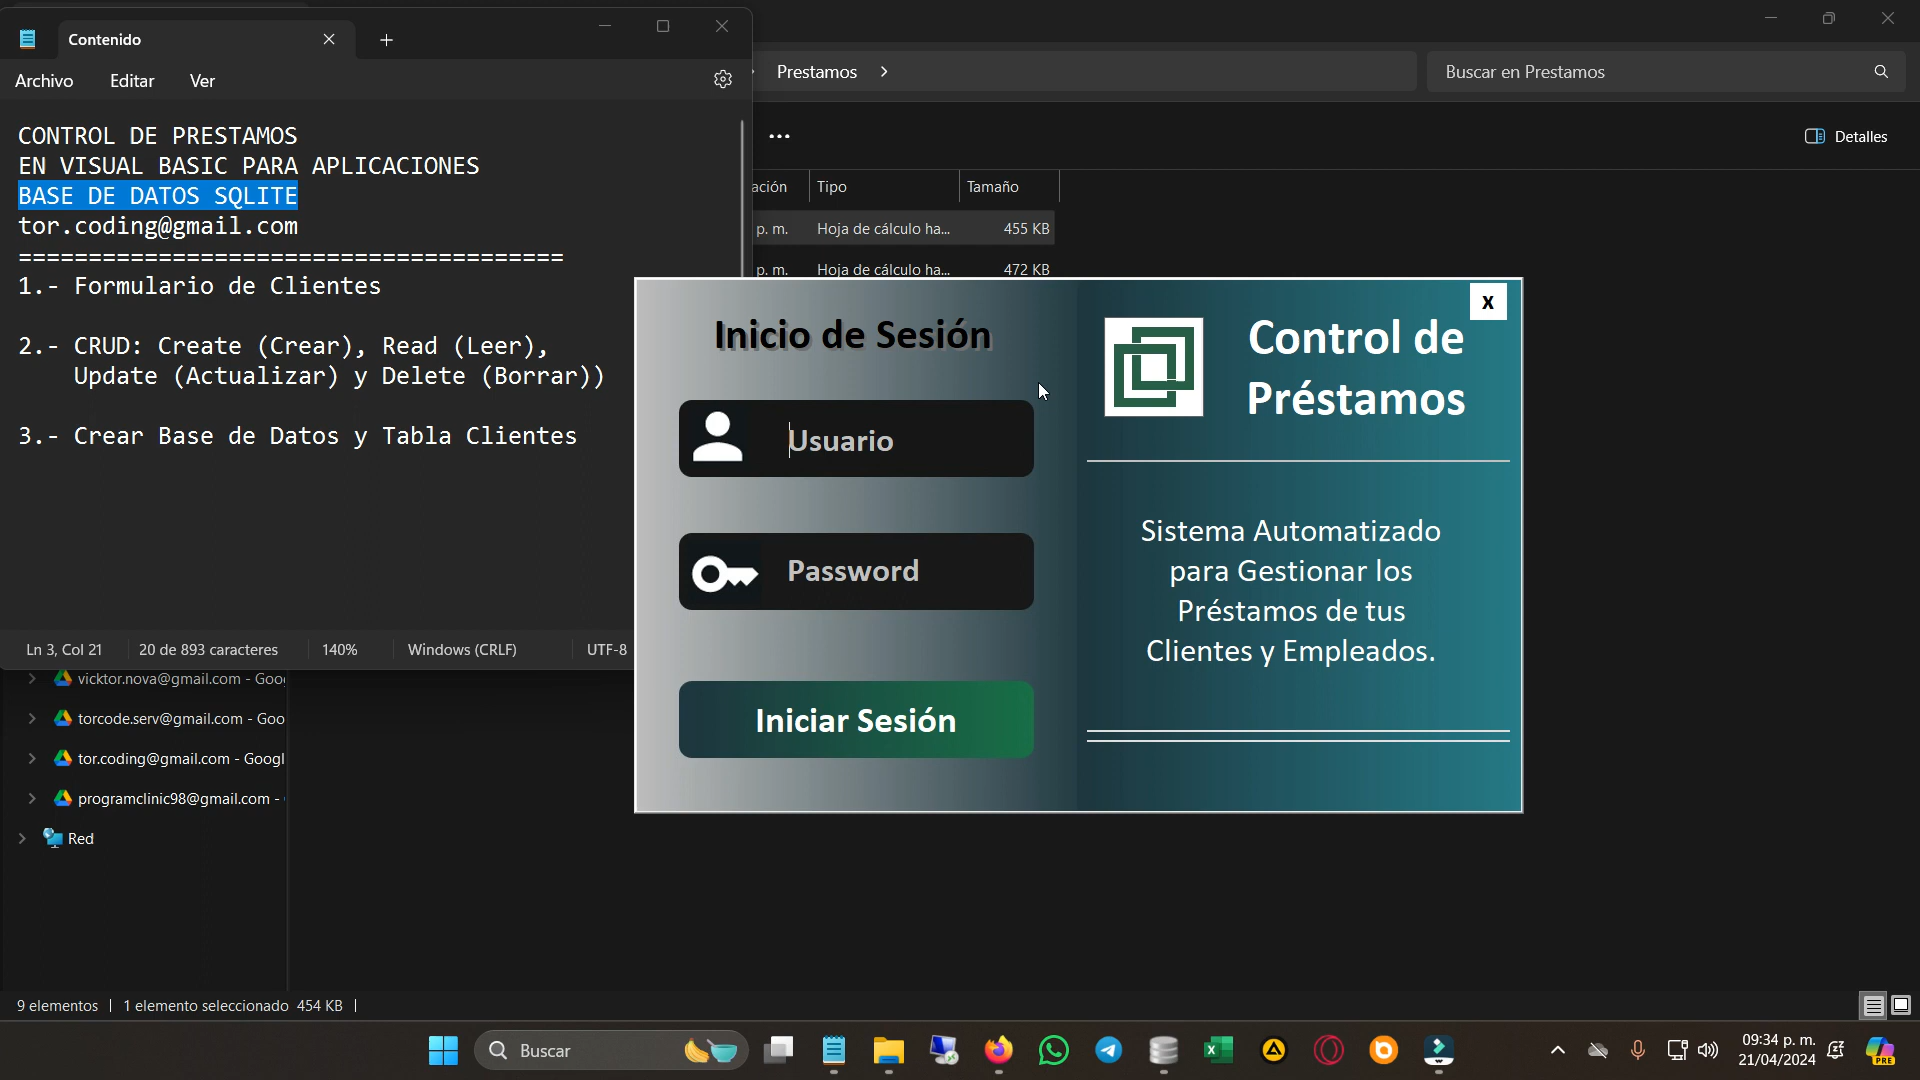 Contenido
Archivo Editar Ver
CONTROL DE PRESTAMOS
EN VISUAL BASIC PARA APLICACIONES
BASE DE DATOS SQLITE
tor.coding@gmail.com
=======================================
1.- Formulario de Clientes
2.- CRUD: Create (Crear), Read (Leer),
Update (Actualizar) y Delete (Borrar))
3.- Crear Base de Datos y Tabla Clientes
Ln 3, Col 21 20 de 893 caracteres 140% Windows (CRLF) UTF-8
Prestamos
Buscar en Prestamos
Detalles
ación Tipo Tamaño
p. m. Hoja de cálculo ha... 455 KB
p. m. Hoja de cálculo ha... 472 KB
Inicio de Sesión
Usuario
Password
Iniciar Sesión
X
Control de
Préstamos
Sistema Automatizado
para Gestionar los
Préstamos de tus
Clientes y Empleados.
vicktor.nova@gmail.com - Goo
torcode.serv@gmail.com - Goo
tor.coding@gmail.com - Googl
programclinic98@gmail.com -
Red
9 elementos 1 elemento seleccionado 454 KB
Buscar
PRE
09:34 p. m.
21/04/2024